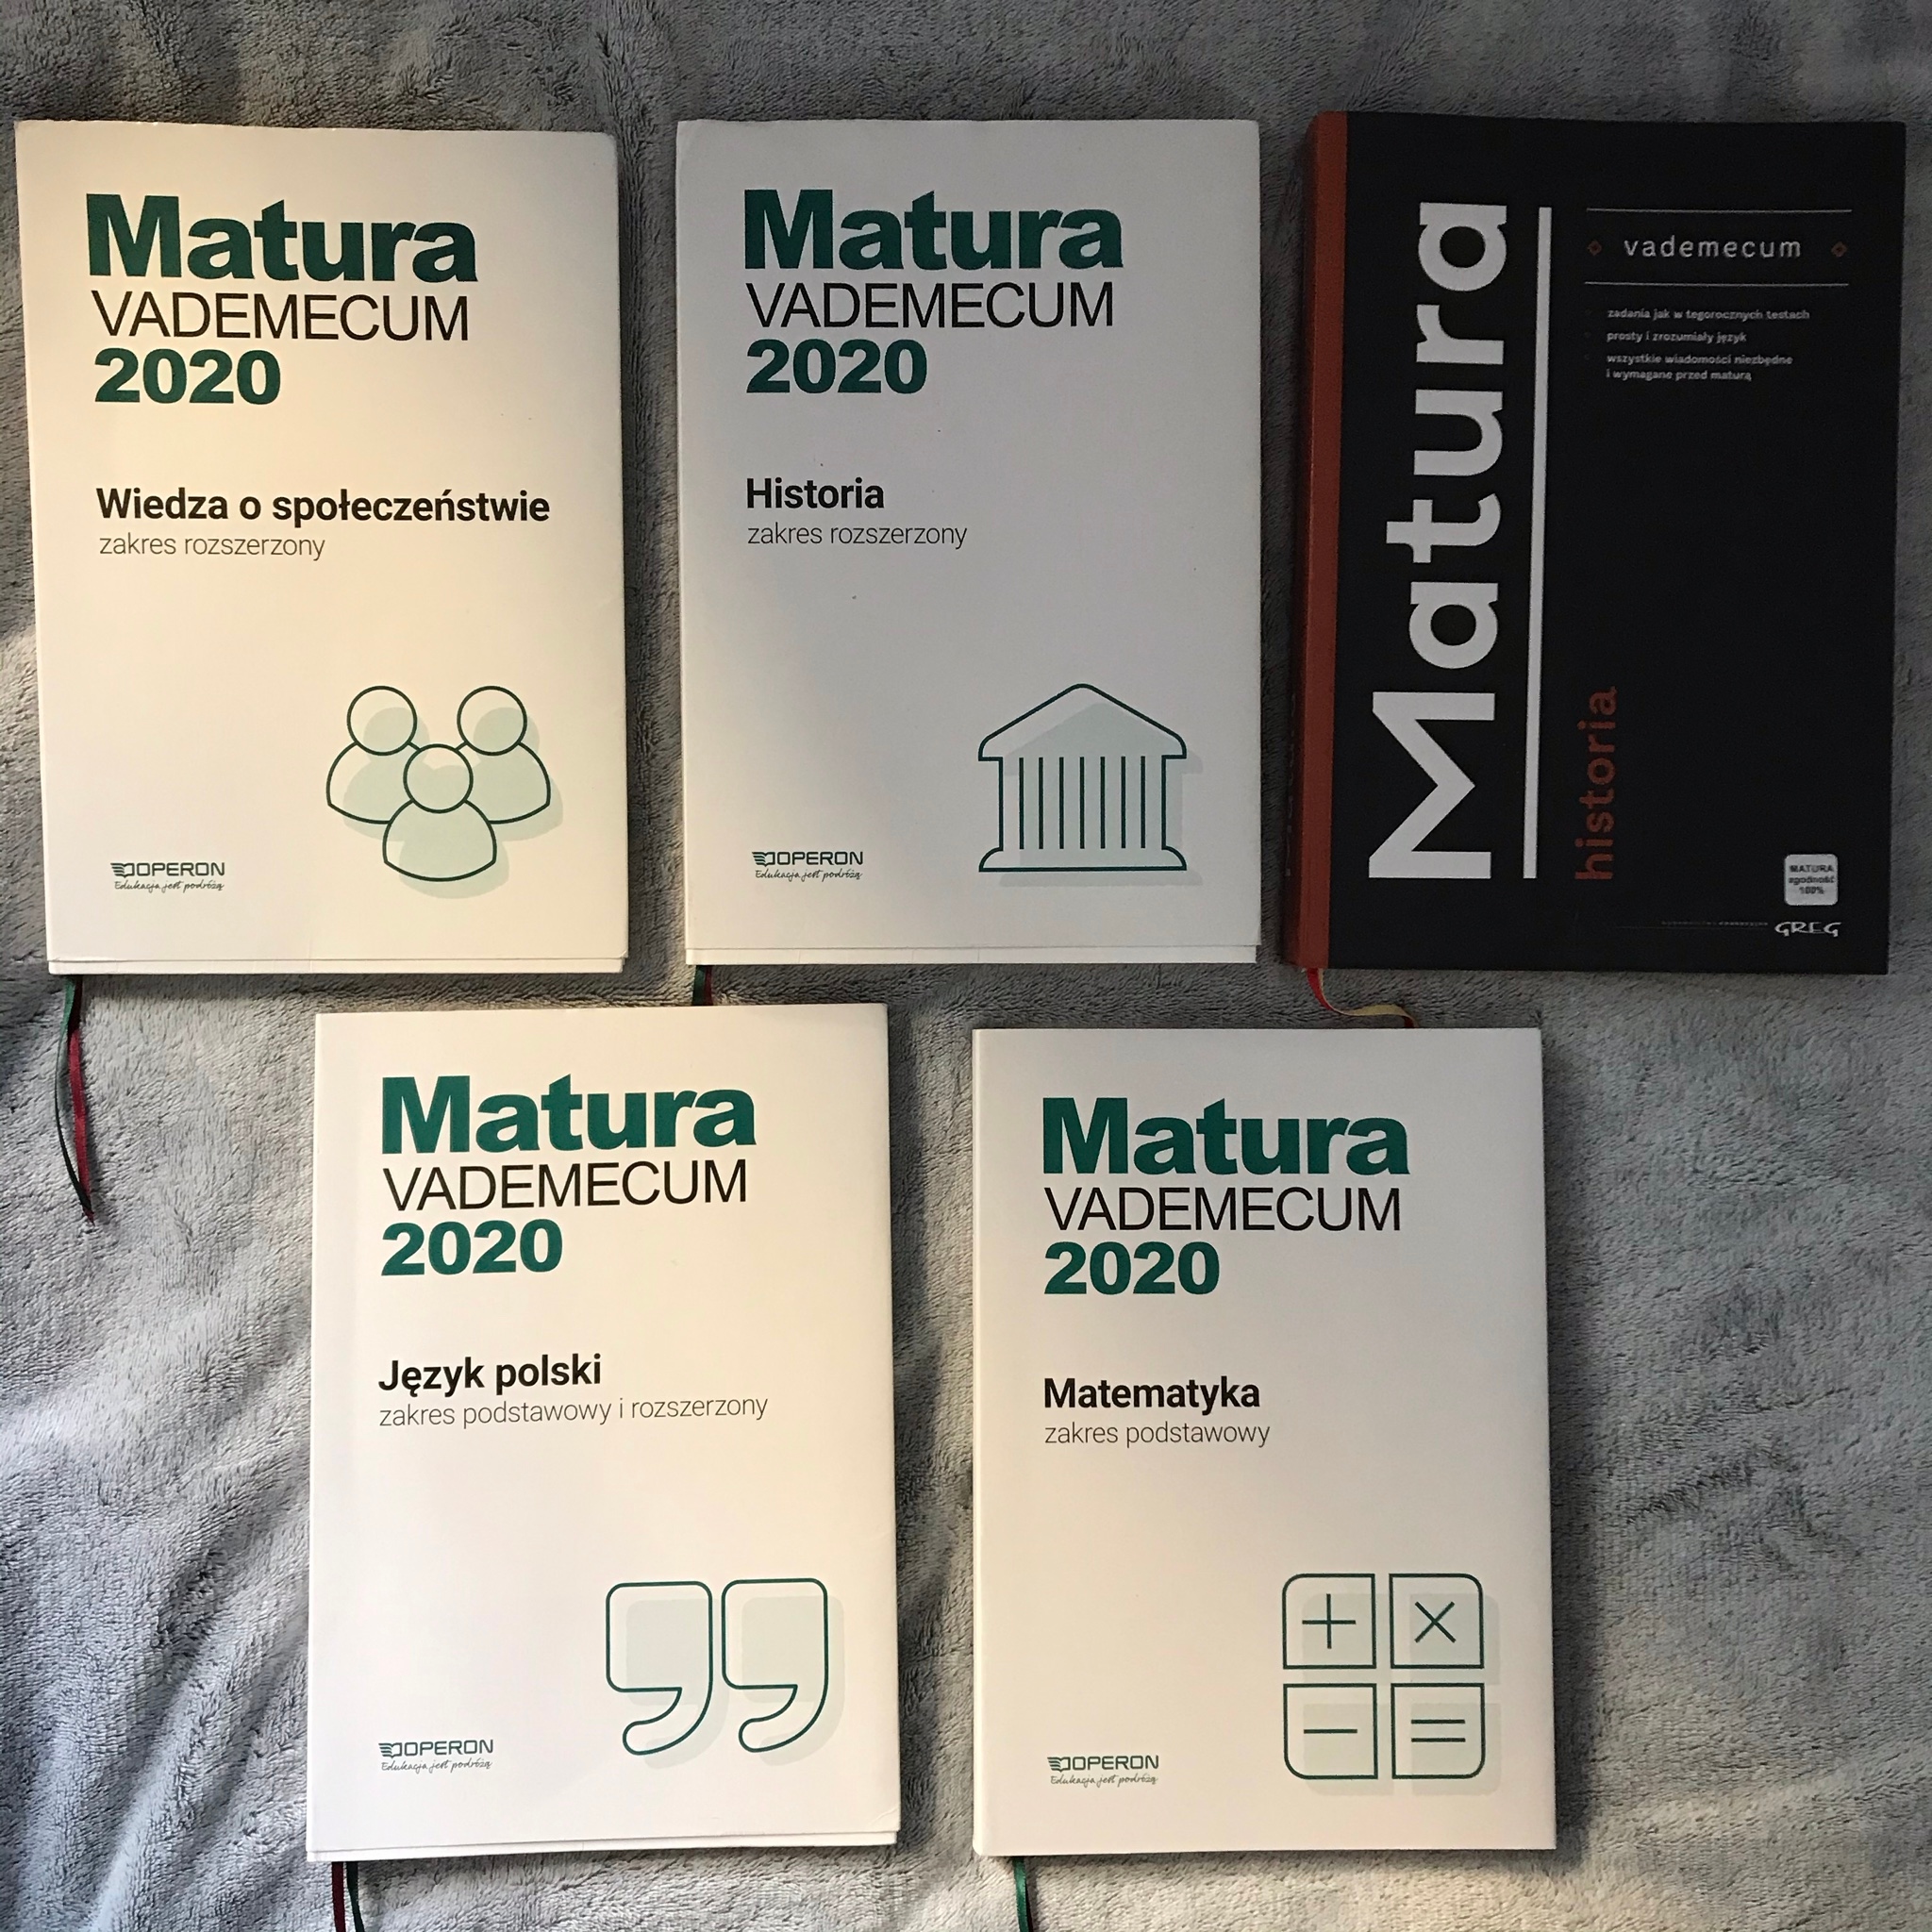 Matura
VADEMECUM
2020
Wiedza o społeczeństwie
zakres rozszerzony
OPERON
Edukacja jest podróżą
Matura
VADEMECUM
2020
Historia
zakres rozszerzony
OPERON
Edukacja jest podróżą
Matura
vademecum
zadania jak w tegorocznych testach
prosty i zrozumiały język
wszystkie wiadomości niezbędne
i wymagane przed maturą
historia
MATURA
zgodność
100%
GREG
Matura
VADEMECUM
2020
Język polski
zakres podstawowy i rozszerzony
OPERON
Edukacja jest podróżą
Matura
VADEMECUM
2020
Matematyka
zakres podstawowy
+ ×
− =
OPERON
Edukacja jest podróżą